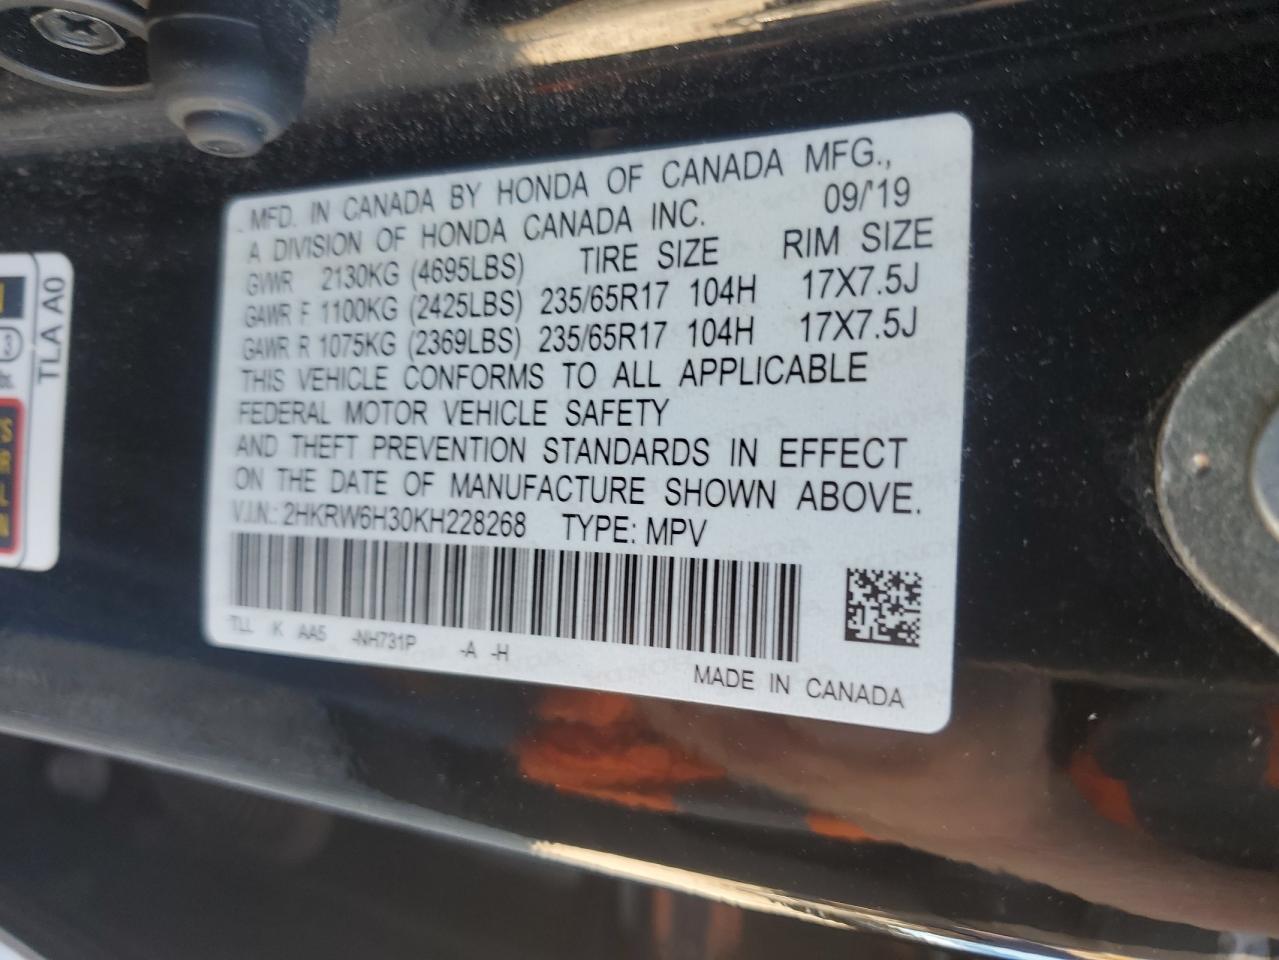 MFD. IN CANADA BY HONDA OF CANADA MFG.,
A DIVISION OF HONDA CANADA INC. 09/'19
GVWR 2130KG (4695LBS) TIRE SIZE RIM SIZE
GAWR F 1100KG (2425LBS) 235/65R17 104H 17X7.5J
GAWR R 1075KG (2369LBS) 235/65R17 104H 17X7.5J
THIS VEHICLE CONFORMS TO ALL APPLICABLE
FEDERAL MOTOR VEHICLE SAFETY
AND THEFT PREVENTION STANDARDS IN EFFECT
ON THE DATE OF MANUFACTURE SHOWN ABOVE.
V.I.N.: 2HKRW6H30KH228268 TYPE: MPV
TLL K AA5 -NH731P -A -H
MADE IN CANADA
TLA A0